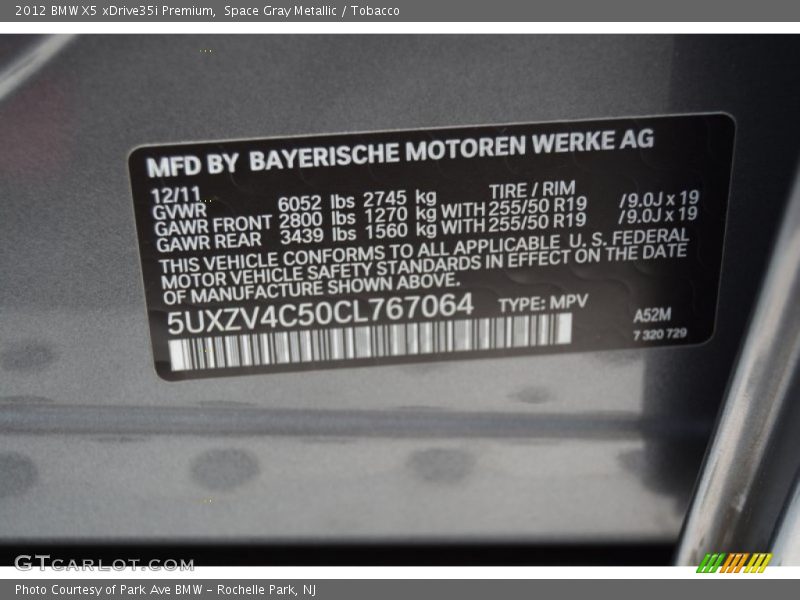 2012 BMW X5 xDrive35i Premium,  Space Gray Metallic / Tobacco
MFD BY BAYERISCHE MOTOREN WERKE AG
12/11 TIRE / RIM
GVWR 6052 lbs 2745 kg
GAWR FRONT 2800 lbs 1270 kg WITH 255/50 R19 /9.0J x 19
GAWR REAR 3439 lbs 1560 kg WITH 255/50 R19 /9.0J x 19
THIS VEHICLE CONFORMS TO ALL APPLICABLE U.S. FEDERAL
MOTOR VEHICLE SAFETY STANDARDS IN EFFECT ON THE DATE
OF MANUFACTURE SHOWN ABOVE.
5UXZV4C50CL767064 TYPE: MPV
A52M
7 320 729
GTCARLOT.COM
Photo Courtesy of Park Ave BMW - Rochelle Park, NJ